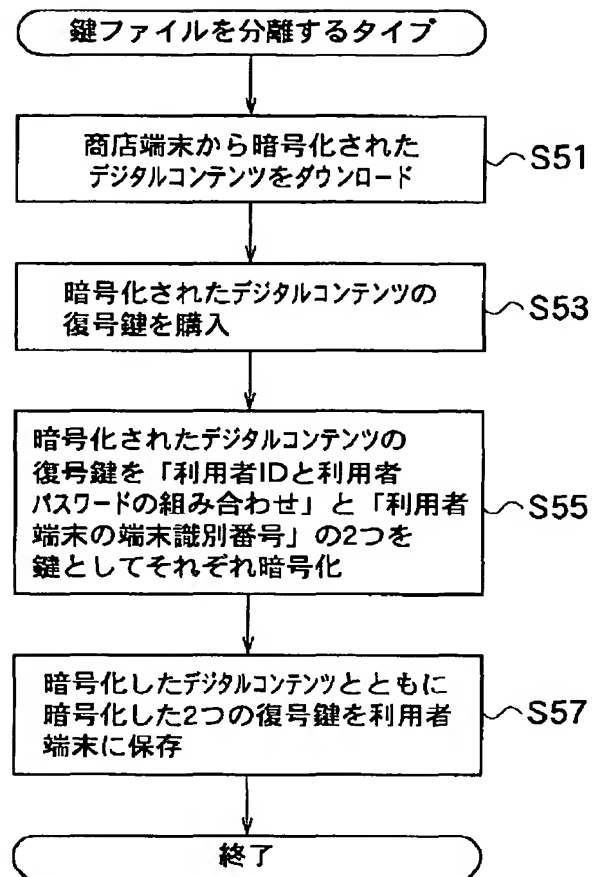 鍵ファイルを分離するタイプ
商店端末から暗号化された
デジタルコンテンツをダウンロード
S51
暗号化されたデジタルコンテンツの
復号鍵を購入
S53
暗号化されたデジタルコンテンツの
復号鍵を「利用者IDと利用者
パスワードの組み合わせ」と「利用者
端末の端末識別番号」の2つを
鍵としてそれぞれ暗号化
S55
暗号化したデジタルコンテンツとともに
暗号化した2つの復号鍵を利用者
端末に保存
S57
終了